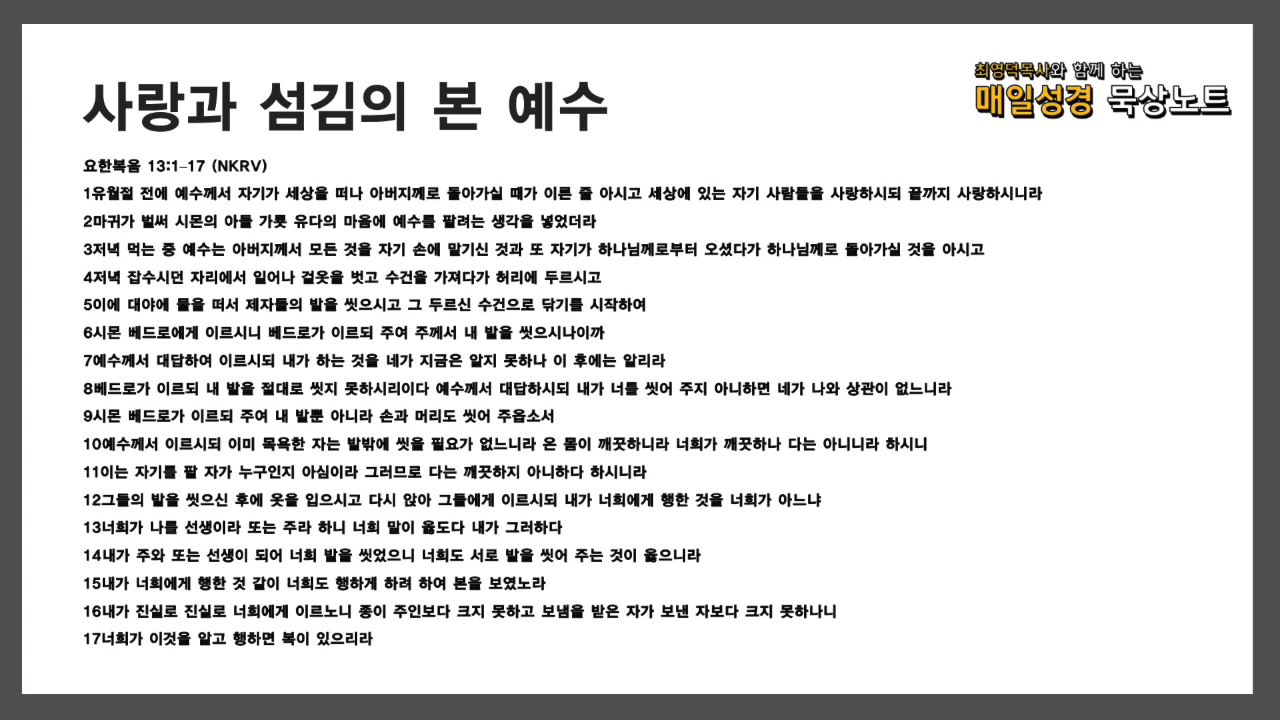 사랑과 섬김의 본 예수
최영덕목사와 함께 하는
매일성경 묵상노트
요한복음 13:1–17 (NKRV)
1유월절 전에 예수께서 자기가 세상을 떠나 아버지께로 돌아가실 때가 이른 줄 아시고 세상에 있는 자기 사람들을 사랑하시되 끝까지 사랑하시니라
2마귀가 벌써 시몬의 아들 가룟 유다의 마음에 예수를 팔려는 생각을 넣었더라
3저녁 먹는 중 예수는 아버지께서 모든 것을 자기 손에 맡기신 것과 또 자기가 하나님께로부터 오셨다가 하나님께로 돌아가실 것을 아시고
4저녁 잡수시던 자리에서 일어나 겉옷을 벗고 수건을 가져다가 허리에 두르시고
5이에 대야에 물을 떠서 제자들의 발을 씻으시고 그 두르신 수건으로 닦기를 시작하여
6시몬 베드로에게 이르시니 베드로가 이르되 주여 주께서 내 발을 씻으시나이까
7예수께서 대답하여 이르시되 내가 하는 것을 네가 지금은 알지 못하나 이 후에는 알리라
8베드로가 이르되 내 발을 절대로 씻지 못하시리이다 예수께서 대답하시되 내가 너를 씻어 주지 아니하면 네가 나와 상관이 없느니라
9시몬 베드로가 이르되 주여 내 발뿐 아니라 손과 머리도 씻어 주옵소서
10예수께서 이르시되 이미 목욕한 자는 발밖에 씻을 필요가 없느니라 온 몸이 깨끗하니라 너희가 깨끗하나 다는 아니니라 하시니
11이는 자기를 팔 자가 누구인지 아심이라 그러므로 다는 깨끗하지 아니하다 하시니라
12그들의 발을 씻으신 후에 옷을 입으시고 다시 앉아 그들에게 이르시되 내가 너희에게 행한 것을 너희가 아느냐
13너희가 나를 선생이라 또는 주라 하니 너희 말이 옳도다 내가 그러하다
14내가 주와 또는 선생이 되어 너희 발을 씻었으니 너희도 서로 발을 씻어 주는 것이 옳으니라
15내가 너희에게 행한 것 같이 너희도 행하게 하려 하여 본을 보였노라
16내가 진실로 진실로 너희에게 이르노니 종이 주인보다 크지 못하고 보냄을 받은 자가 보낸 자보다 크지 못하나니
17너희가 이것을 알고 행하면 복이 있으리라